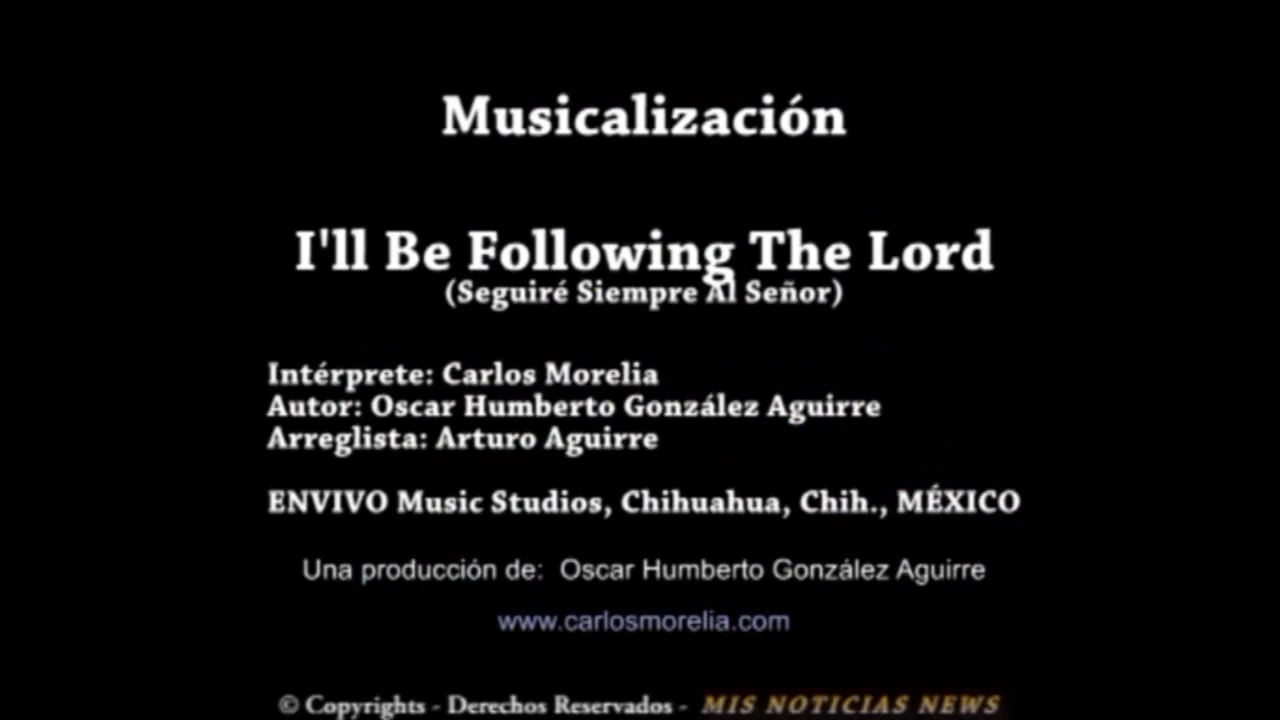 Musicalización
I'll Be Following The Lord
(Seguiré Siempre Al Señor)
Intérprete: Carlos Morelia
Autor: Oscar Humberto González Aguirre
Arreglista: Arturo Aguirre
ENVIVO Music Studios, Chihuahua, Chih., MÉXICO
Una producción de: Oscar Humberto González Aguirre
www.carlosmorelia.com
© Copyrights - Derechos Reservados - MIS NOTICIAS NEWS